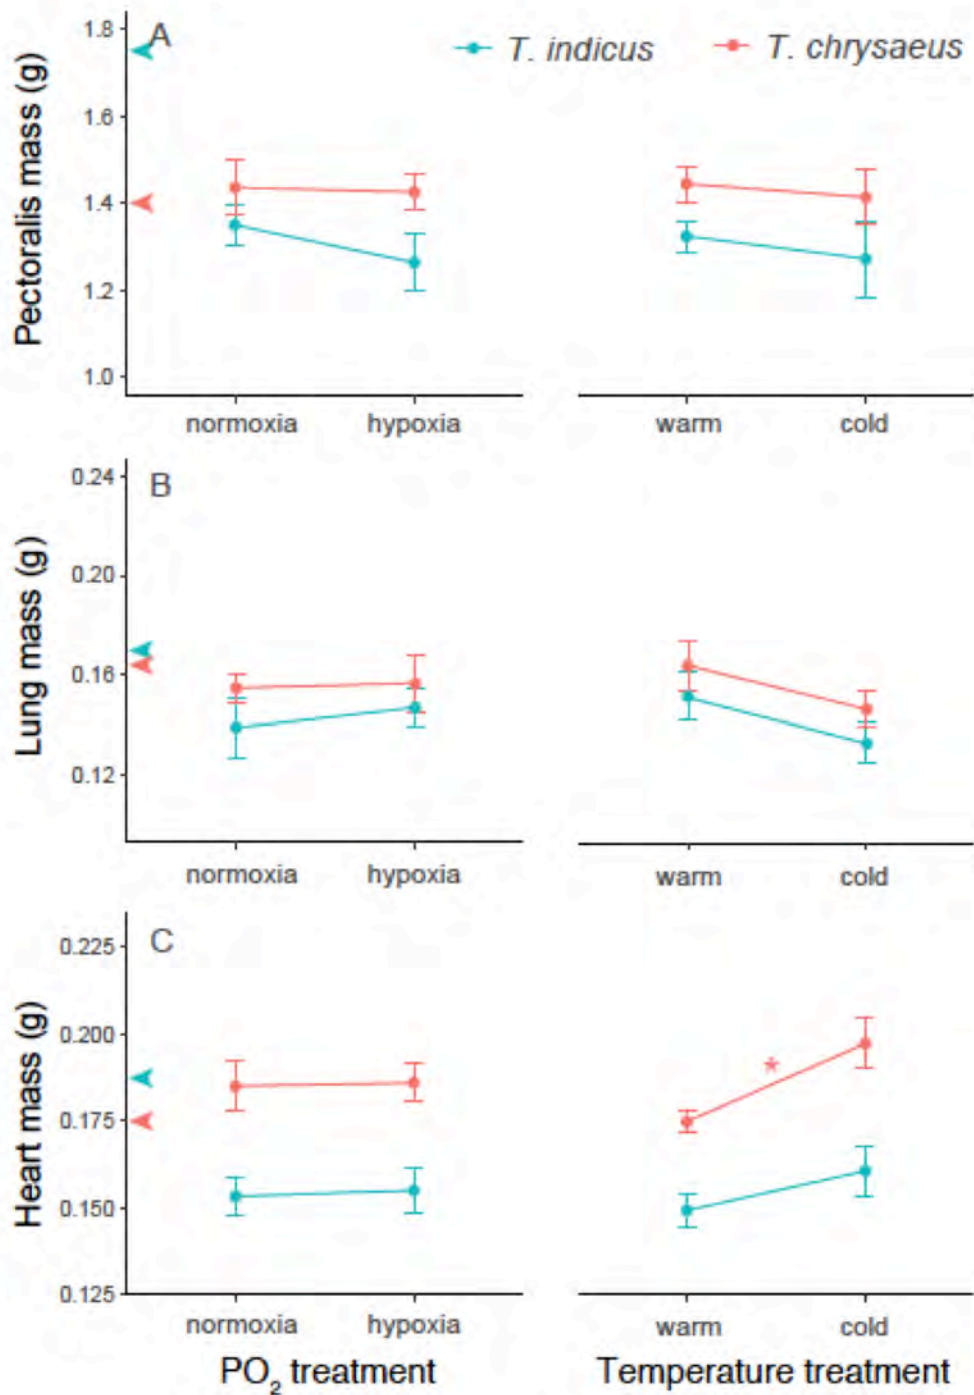 A
T. indicus
T. chrysaeus
Pectoralis mass (g)
1.8
1.6
1.4
1.2
1.0
normoxia
hypoxia
warm
cold
B
Lung mass (g)
0.24
0.20
0.16
0.12
normoxia
hypoxia
warm
cold
C
Heart mass (g)
0.225
0.200
0.175
0.150
0.125
*
normoxia
hypoxia
warm
cold
PO₂ treatment
Temperature treatment